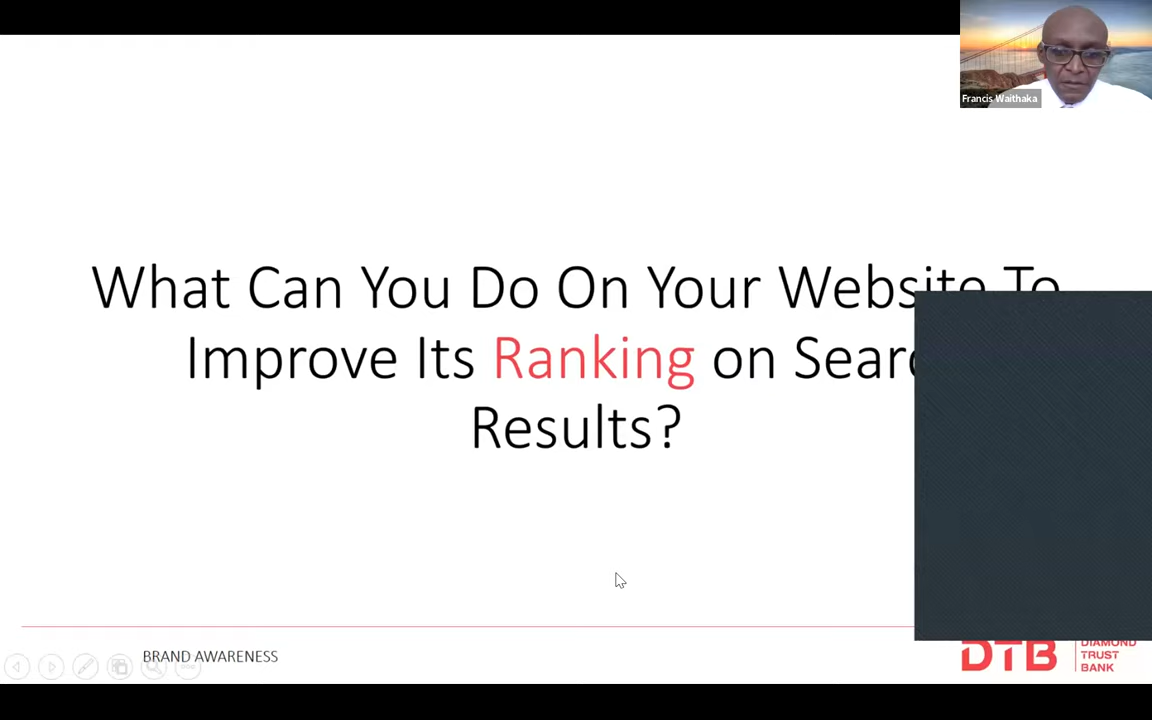 Francis Waithaka
What Can You Do On Your Website To
Improve Its Ranking on Sear
Results?
BRAND AWARENESS
DTB
DIAMOND
TRUST
BANK